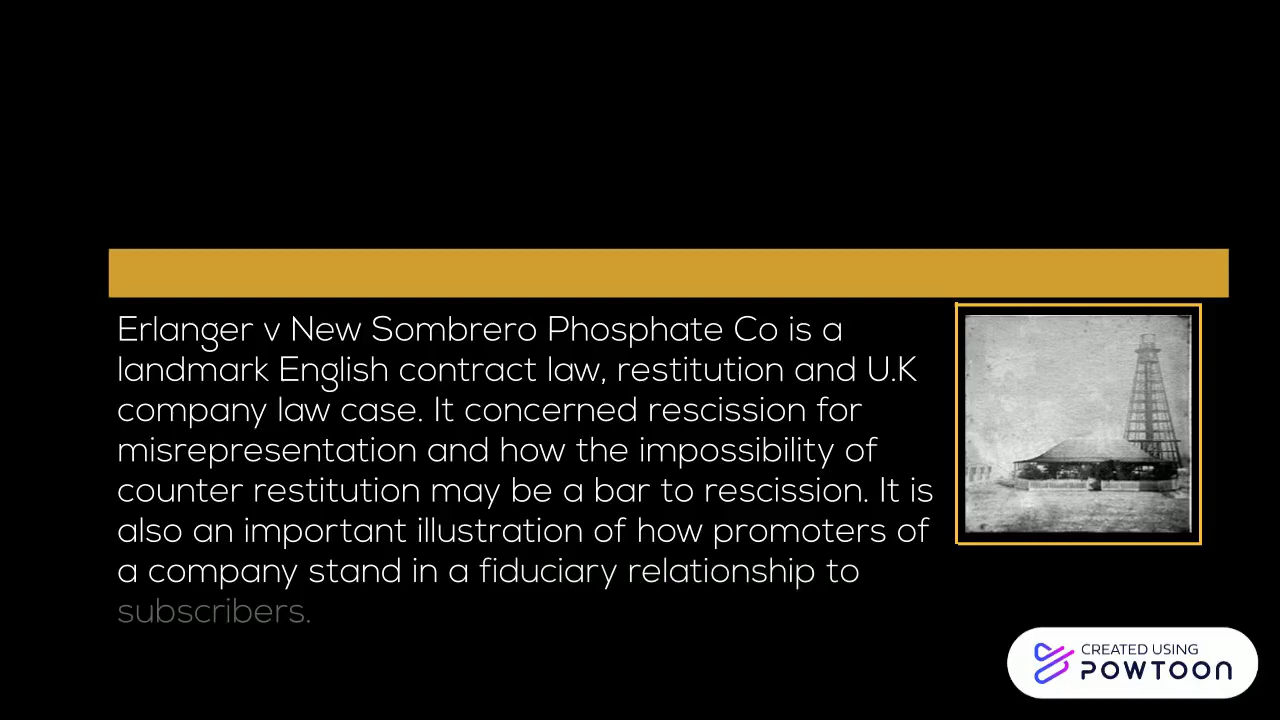 Erlanger v New Sombrero Phosphate Co is a
landmark English contract law, restitution and U.K
company law case. It concerned rescission for
misrepresentation and how the impossibility of
counter restitution may be a bar to rescission. It is
also an important illustration of how promoters of
a company stand in a fiduciary relationship to
subscribers.
CREATED USING
POWTOON